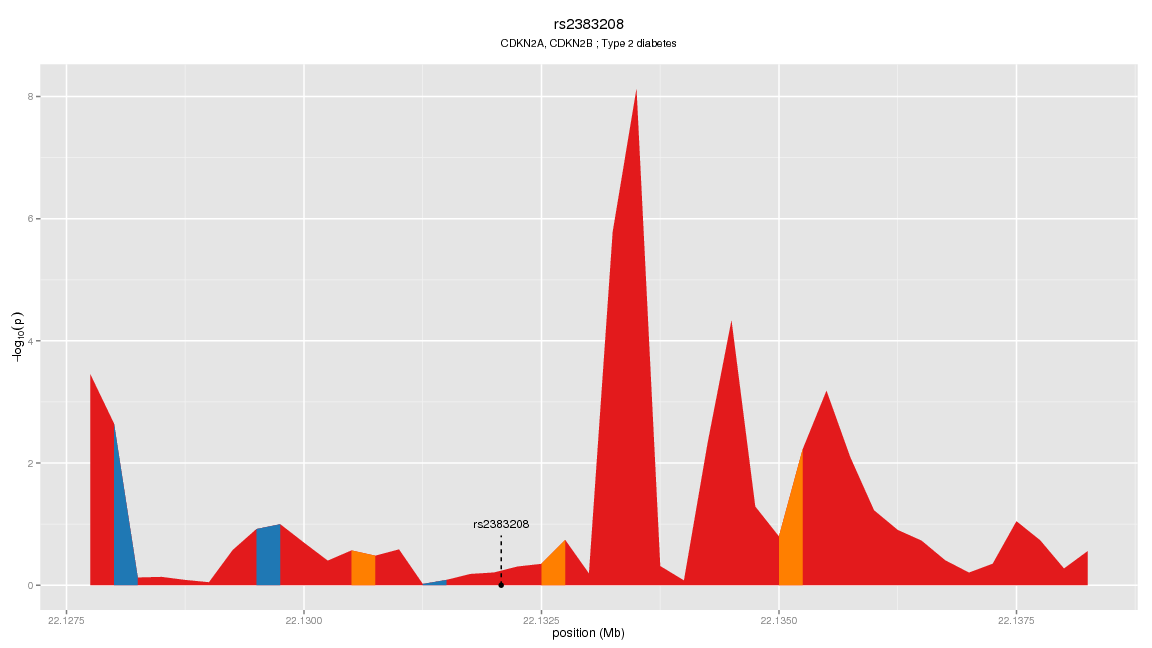 rs2383208
CDKN2A, CDKN2B ; Type 2 diabetes
8
6
4
2
0
−log10(p)
rs2383208
22.1275
22.1300
22.1325
22.1350
22.1375
position (Mb)